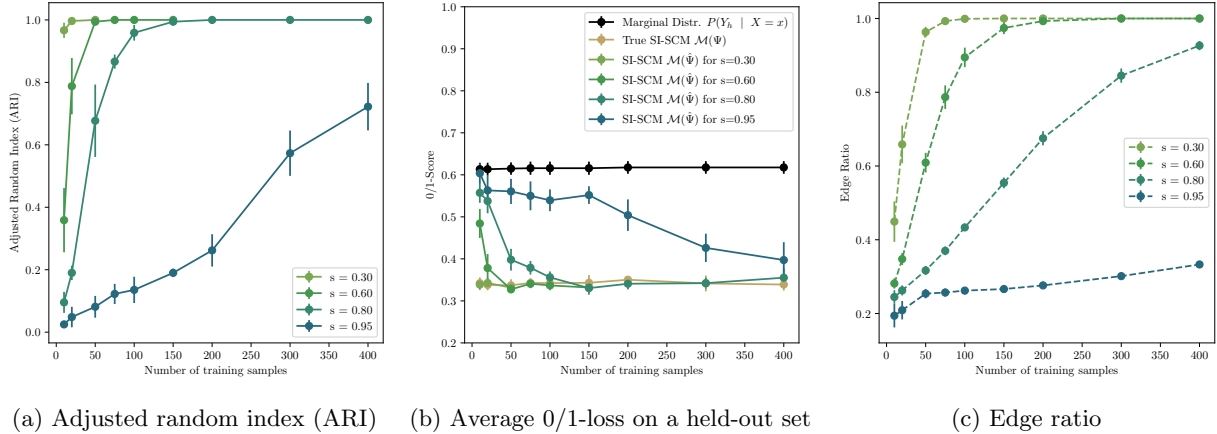 1.0
0.8
0.6
0.4
0.2
0.0
Adjusted Random Index (ARI)
0
50
100
150
200
250
300
350
400
Number of training samples
s = 0.30
s = 0.60
s = 0.80
s = 0.95
(a) Adjusted random index (ARI)
1.0
0.9
0.8
0.7
0.6
0.5
0.4
0.3
0.2
0/1-Score
Marginal Distr. P(Y_h | X = x)
True SI-SCM M(Ψ)
SI-SCM M(Ψ̂) for s=0.30
SI-SCM M(Ψ̂) for s=0.60
SI-SCM M(Ψ̂) for s=0.80
SI-SCM M(Ψ̂) for s=0.95
0
50
100
150
200
250
300
350
400
Number of training samples
(b) Average 0/1-loss on a held-out set
1.0
0.8
0.6
0.4
0.2
Edge Ratio
s = 0.30
s = 0.60
s = 0.80
s = 0.95
0
50
100
150
200
250
300
350
400
Number of training samples
(c) Edge ratio